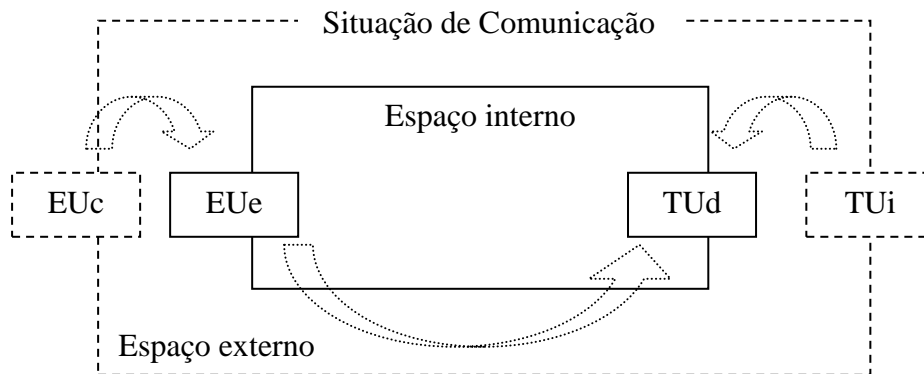 Situação de Comunicação
Espaço interno
EUc
EUe
TUd
TUi
Espaço externo